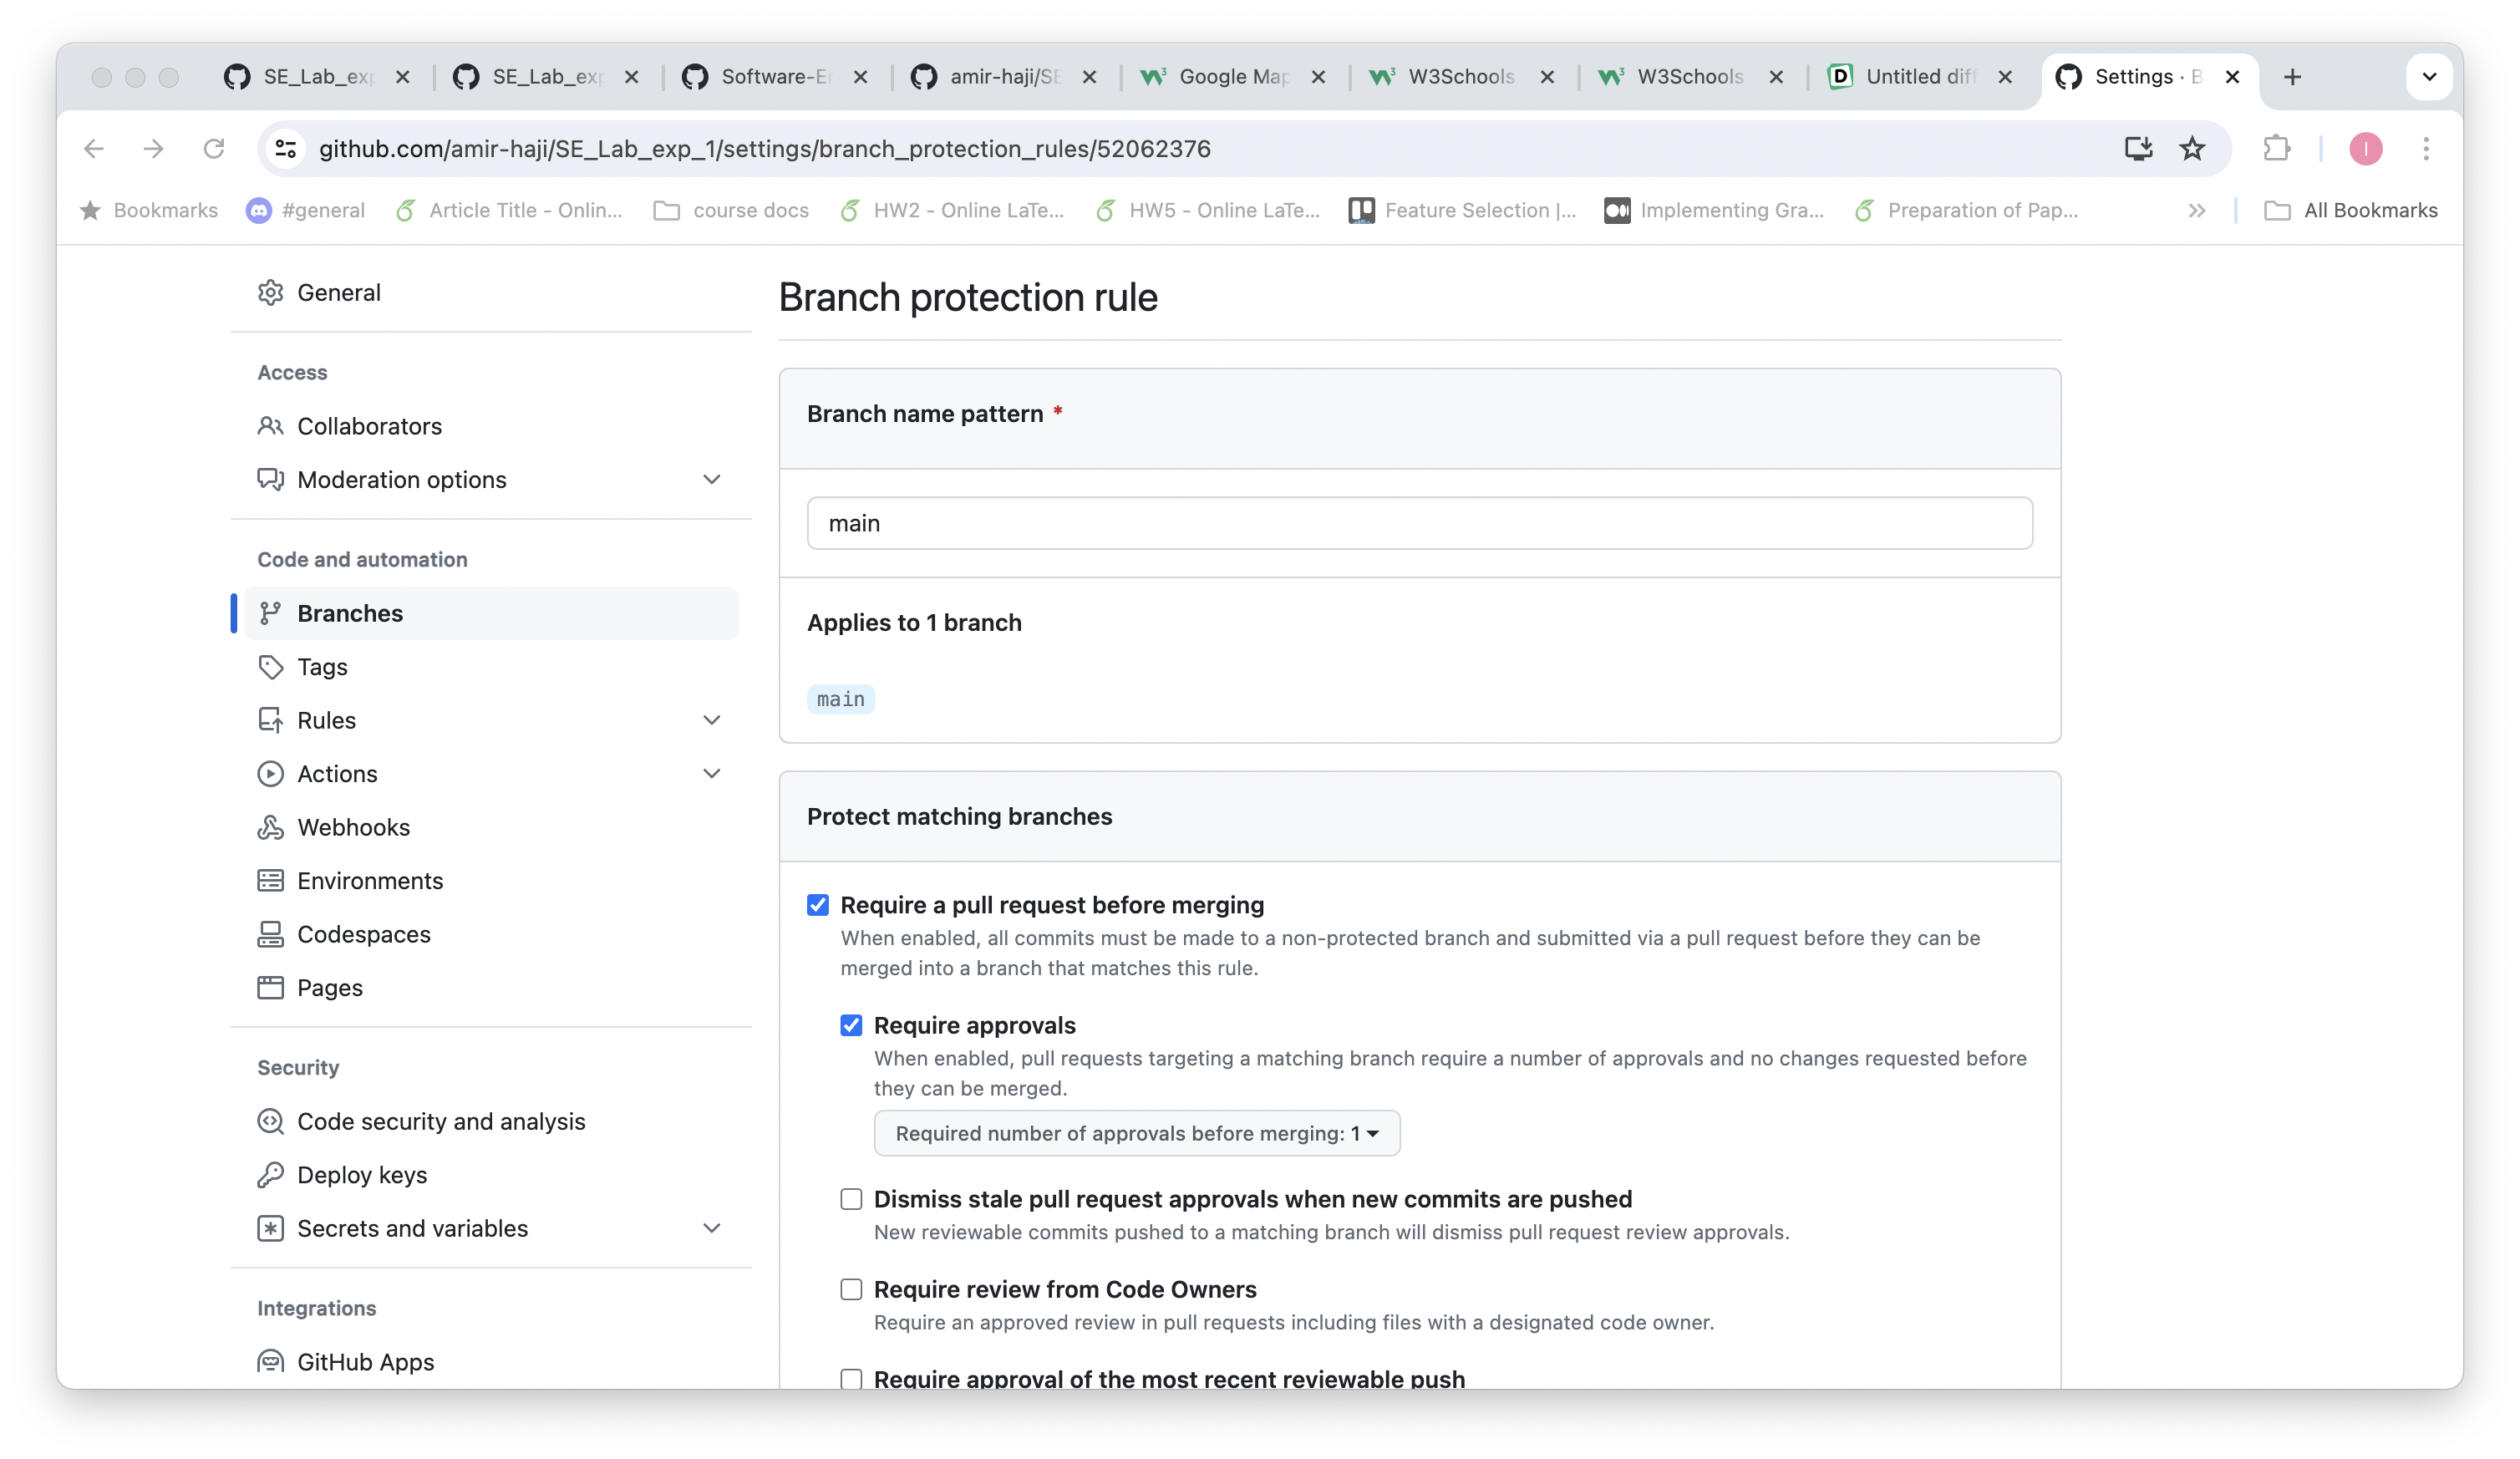 SE_Lab_exp
SE_Lab_exp
Software-Er
amir-haji/SE
Google Map
W3Schools
W3Schools
Untitled diff
Settings · B
github.com/amir-haji/SE_Lab_exp_1/settings/branch_protection_rules/52062376
I
Bookmarks
#general
Article Title - Onlin...
course docs
HW2 - Online LaTe...
HW5 - Online LaTe...
Feature Selection |...
Implementing Gra...
Preparation of Pap...
All Bookmarks
General
Access
Collaborators
Moderation options
Code and automation
Branches
Tags
Rules
Actions
Webhooks
Environments
Codespaces
Pages
Security
Code security and analysis
Deploy keys
Secrets and variables
Integrations
GitHub Apps
Branch protection rule
Branch name pattern *
main
Applies to 1 branch
main
Protect matching branches
Require a pull request before merging
When enabled, all commits must be made to a non-protected branch and submitted via a pull request before they can be
merged into a branch that matches this rule.
Require approvals
When enabled, pull requests targeting a matching branch require a number of approvals and no changes requested before
they can be merged.
Required number of approvals before merging: 1
Dismiss stale pull request approvals when new commits are pushed
New reviewable commits pushed to a matching branch will dismiss pull request review approvals.
Require review from Code Owners
Require an approved review in pull requests including files with a designated code owner.
Require approval of the most recent reviewable push